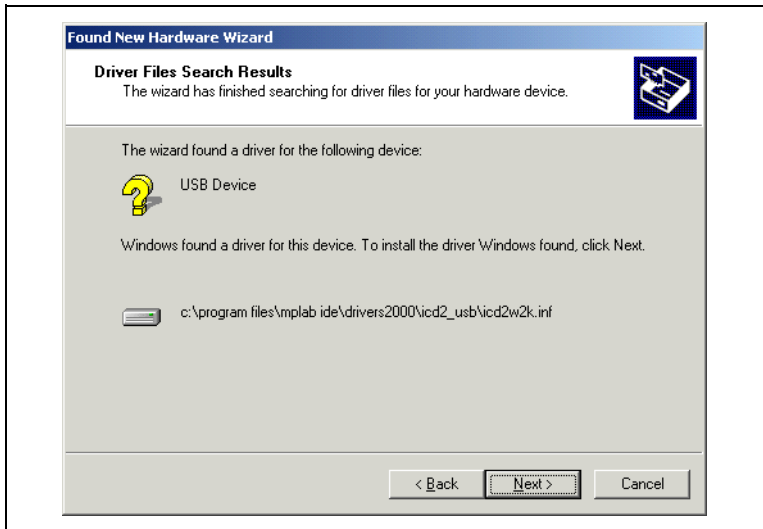 Found New Hardware Wizard
Driver Files Search Results
The wizard has finished searching for driver files for your hardware device.
The wizard found a driver for the following device:
USB Device
Windows found a driver for this device. To install the driver Windows found, click Next.
c:\program files\mplab ide\drivers2000\icd2_usb\icd2w2k.inf
< Back Next > Cancel